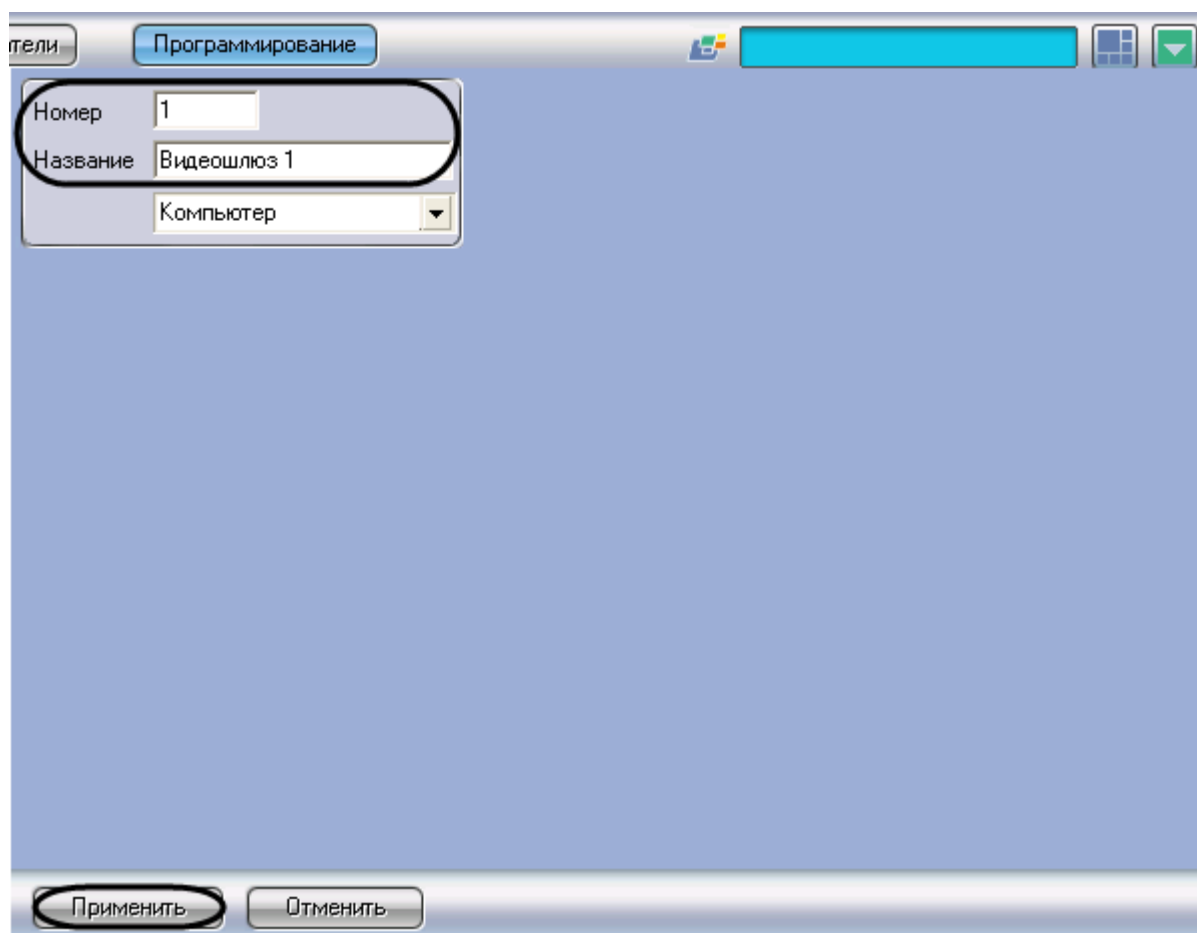 тели
Программирование
Номер 1
Название Видеошлюз 1
Компьютер
Применить Отменить